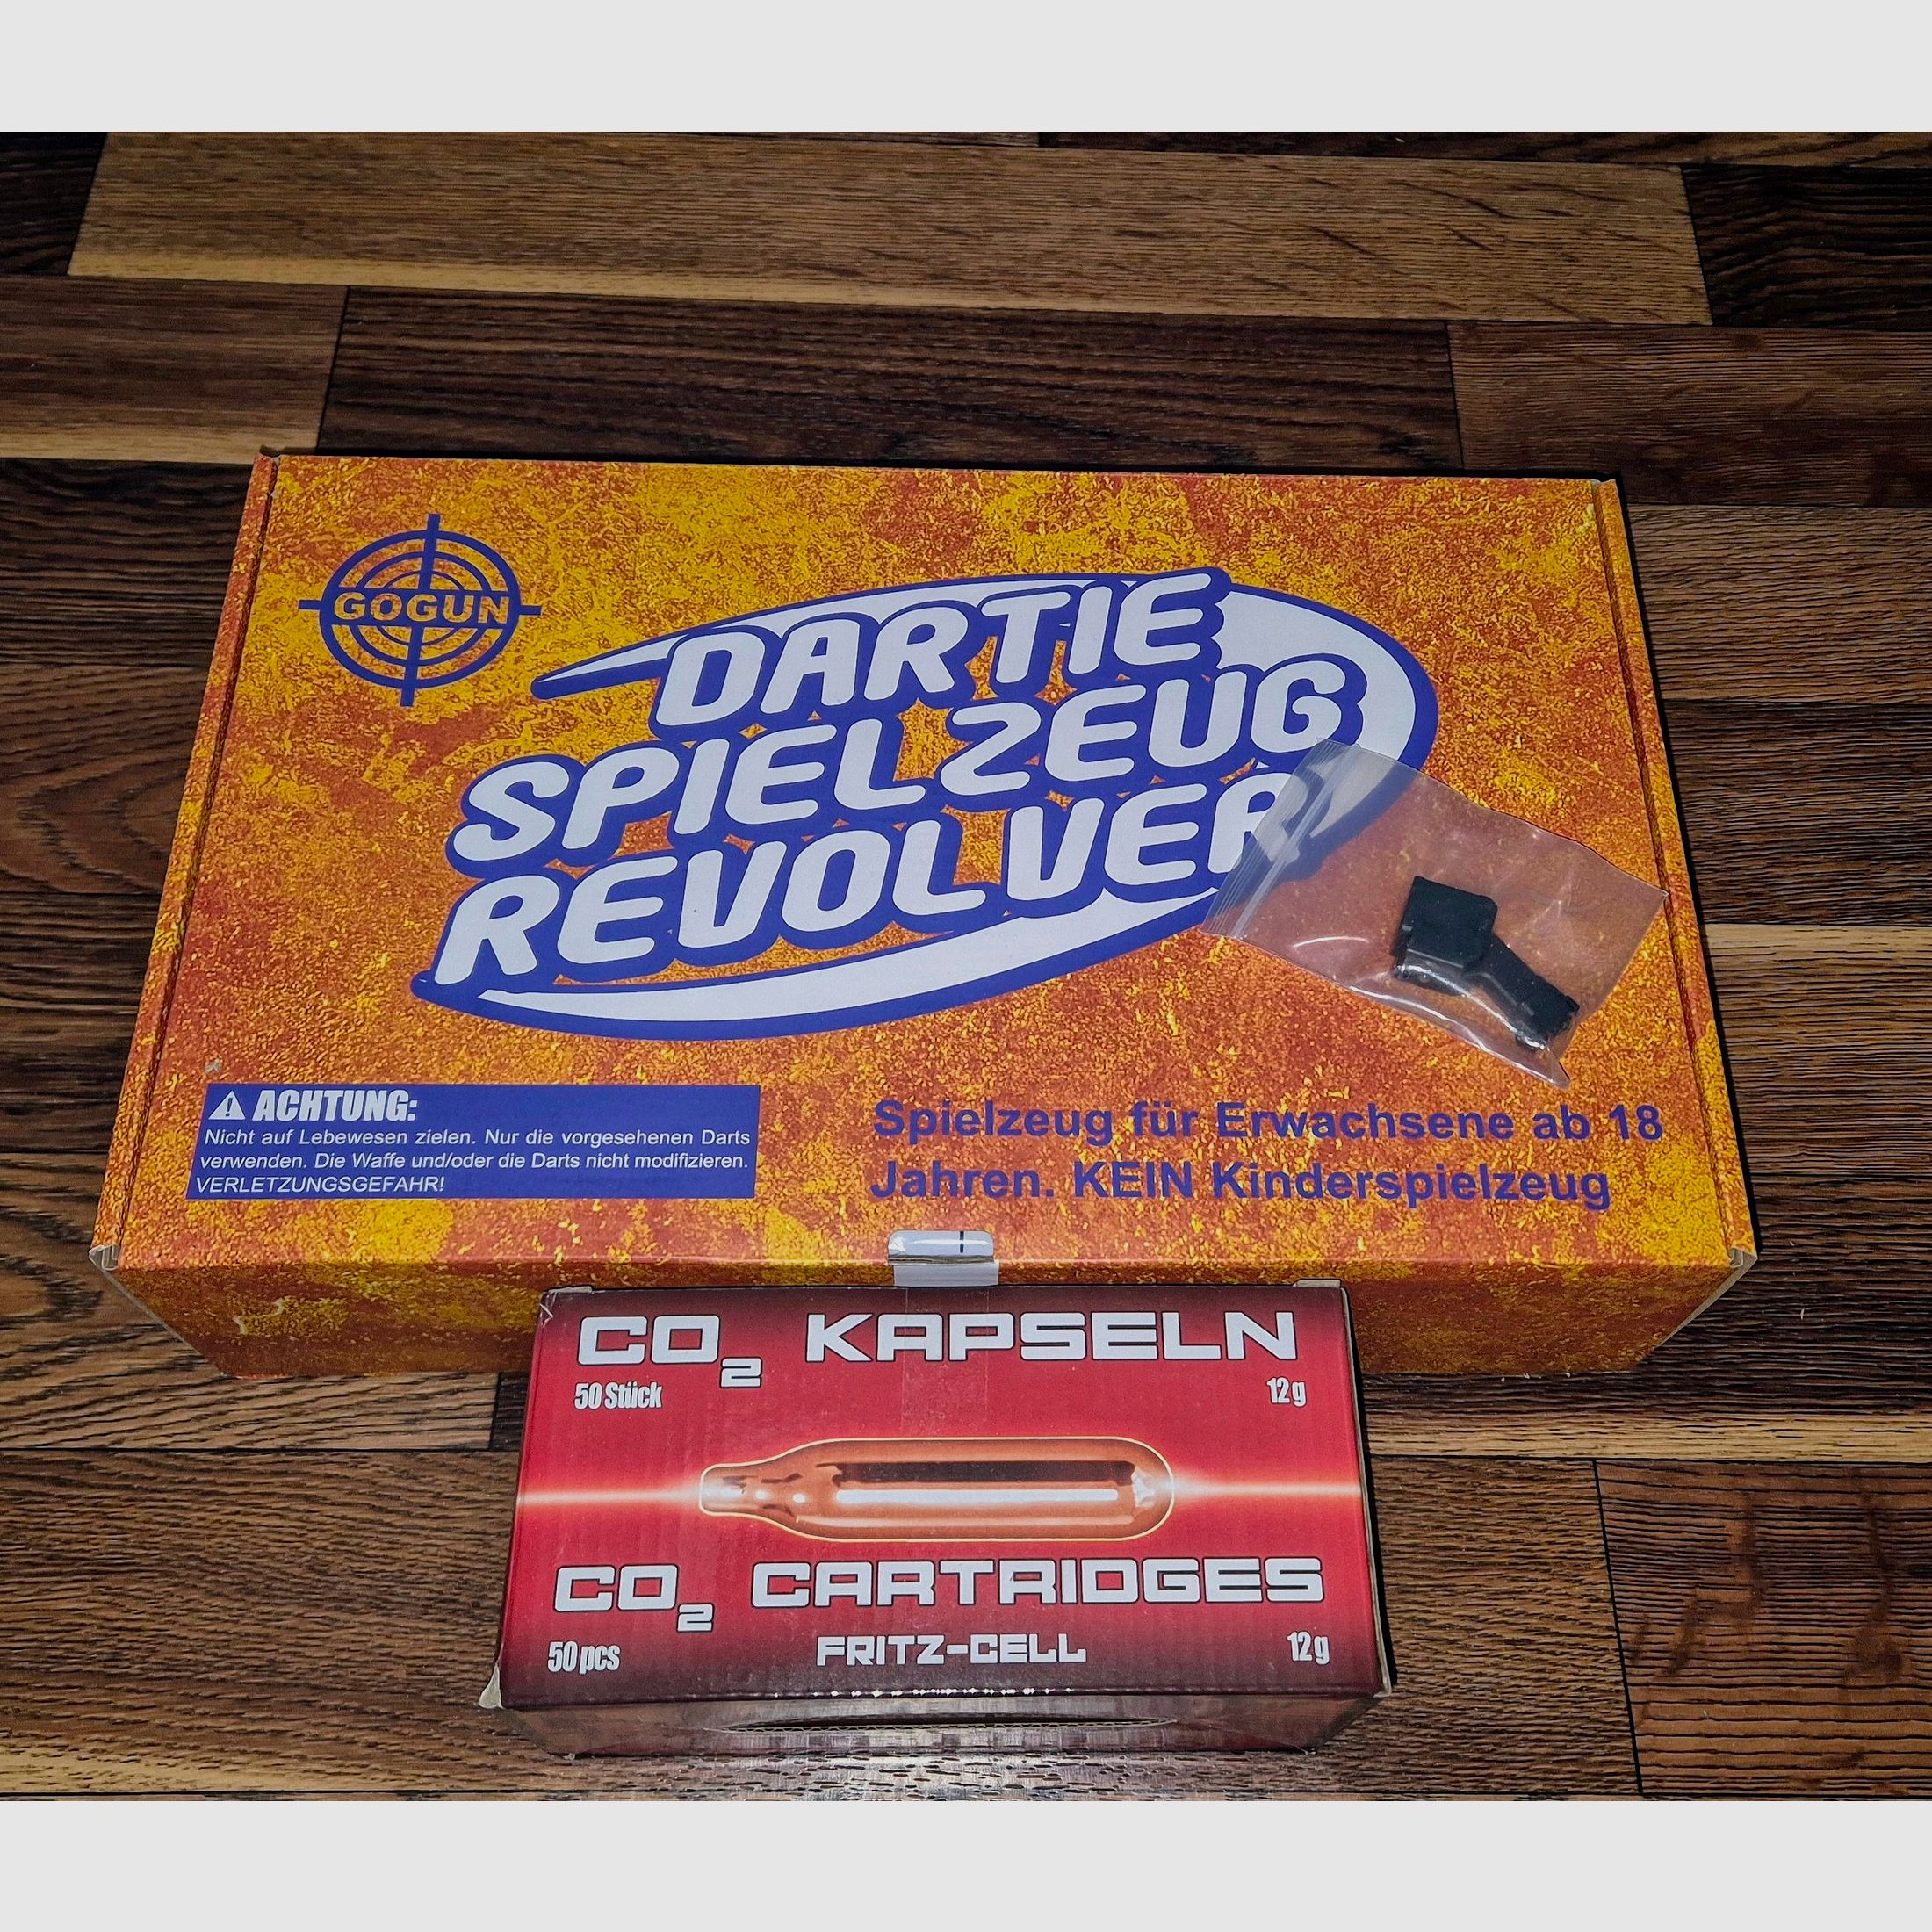 GOGUN
DARTIE
SPIELZEUG
REVOLVER
ACHTUNG:
Nicht auf Lebewesen zielen. Nur die vorgesehenen Darts
verwenden. Die Waffe und/oder die Darts nicht modifizieren.
VERLETZUNGSGEFAHR!
Spielzeug für Erwachsene ab 18
Jahren. KEIN Kinderspielzeug
CO2 KAPSELN
50 Stück 12g
CO2 CARTRIDGES
50 pcs FRITZ-CELL 12g